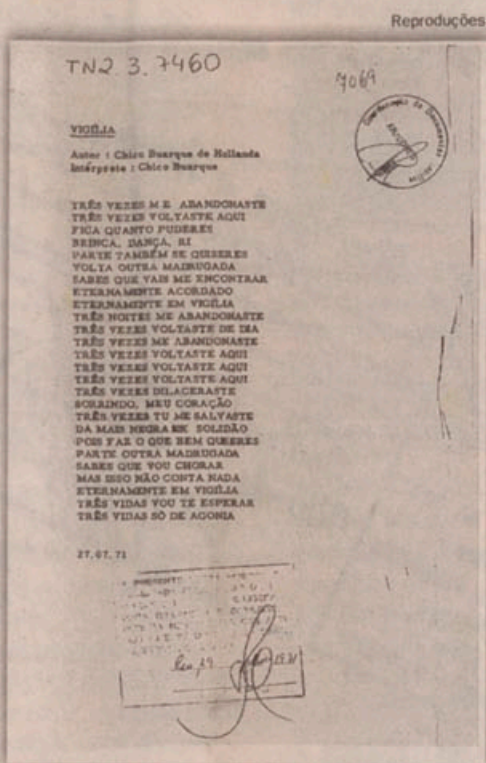 Reproduções
TN2.3.7460
7069
VIGÍLIA
Autor : Chico Buarque de Hollanda
Intérprete : Chico Buarque
TRÊS VEZES ME ABANDONASTE
TRÊS VEZES VOLTASTE AQUI
FICA QUANTO PUDERES
BRINCA, DANÇA, RI
PARTE TAMBÉM SE QUISERES
VOLTA OUTRA MADRUGADA
SABES QUE VAIS ME ENCONTRAR
ETERNAMENTE ACORDADO
ETERNAMENTE EM VIGÍLIA
TRÊS NOITES ME ABANDONASTE
TRÊS VEZES VOLTASTE DE DIA
TRÊS VEZES ME ABANDONASTE
TRÊS VEZES VOLTASTE AQUI
TRÊS VEZES VOLTASTE AQUI
TRÊS VEZES VOLTASTE AQUI
TRÊS VEZES DILACERASTE
SORRINDO, MEU CORAÇÃO
TRÊS VEZES TU ME SALVASTE
DA MAIS NEGRA SOLIDÃO
POIS FAZ O QUE BEM QUERES
PARTE OUTRA MADRUGADA
SABES QUE VOU CHORAR
MAS ISSO NÃO CONTA NADA
ETERNAMENTE EM VIGÍLIA
TRÊS VIDAS VOU TE ESPERAR
TRÊS VIDAS SÓ DE AGONIA
27.07.71